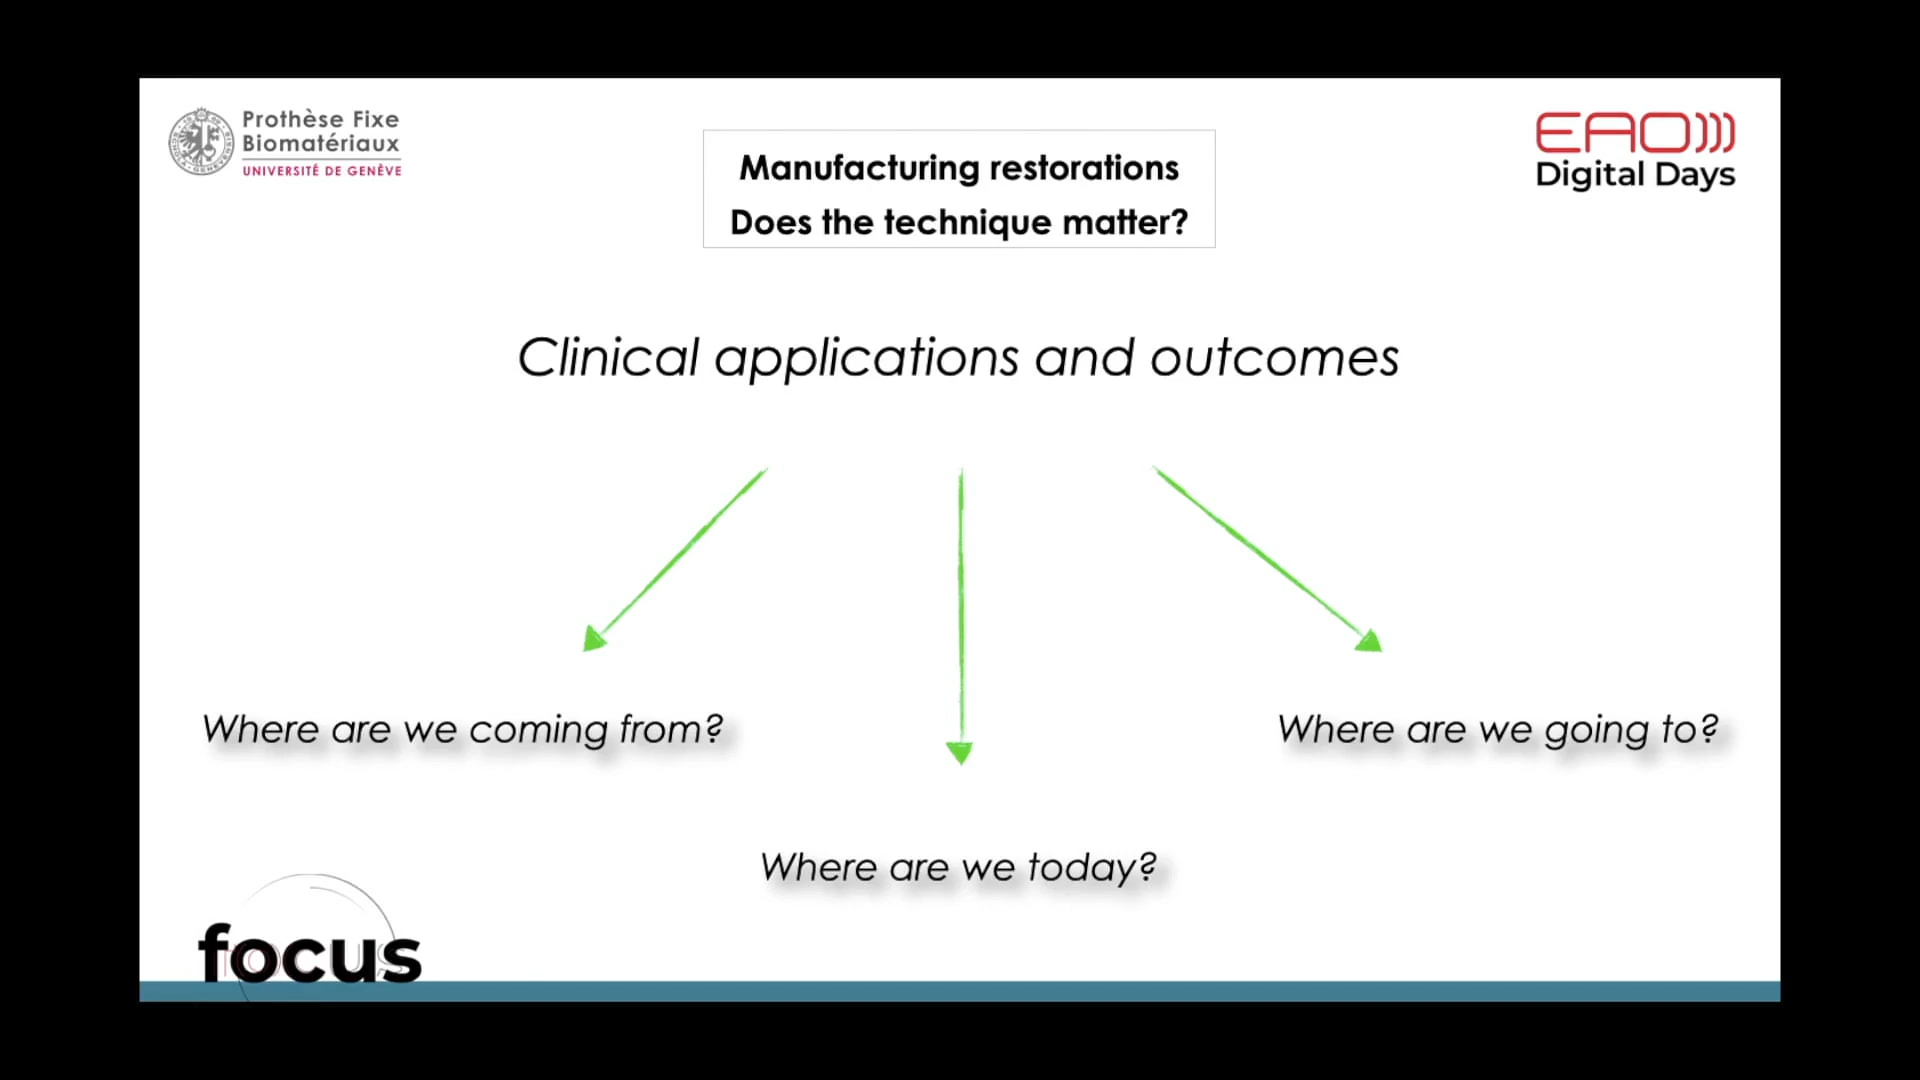 Prothèse Fixe
Biomatériaux
UNIVERSITÉ DE GENÈVE
Manufacturing restorations
Does the technique matter?
EAO
Digital Days
Clinical applications and outcomes
Where are we coming from?
Where are we going to?
Where are we today?
focus